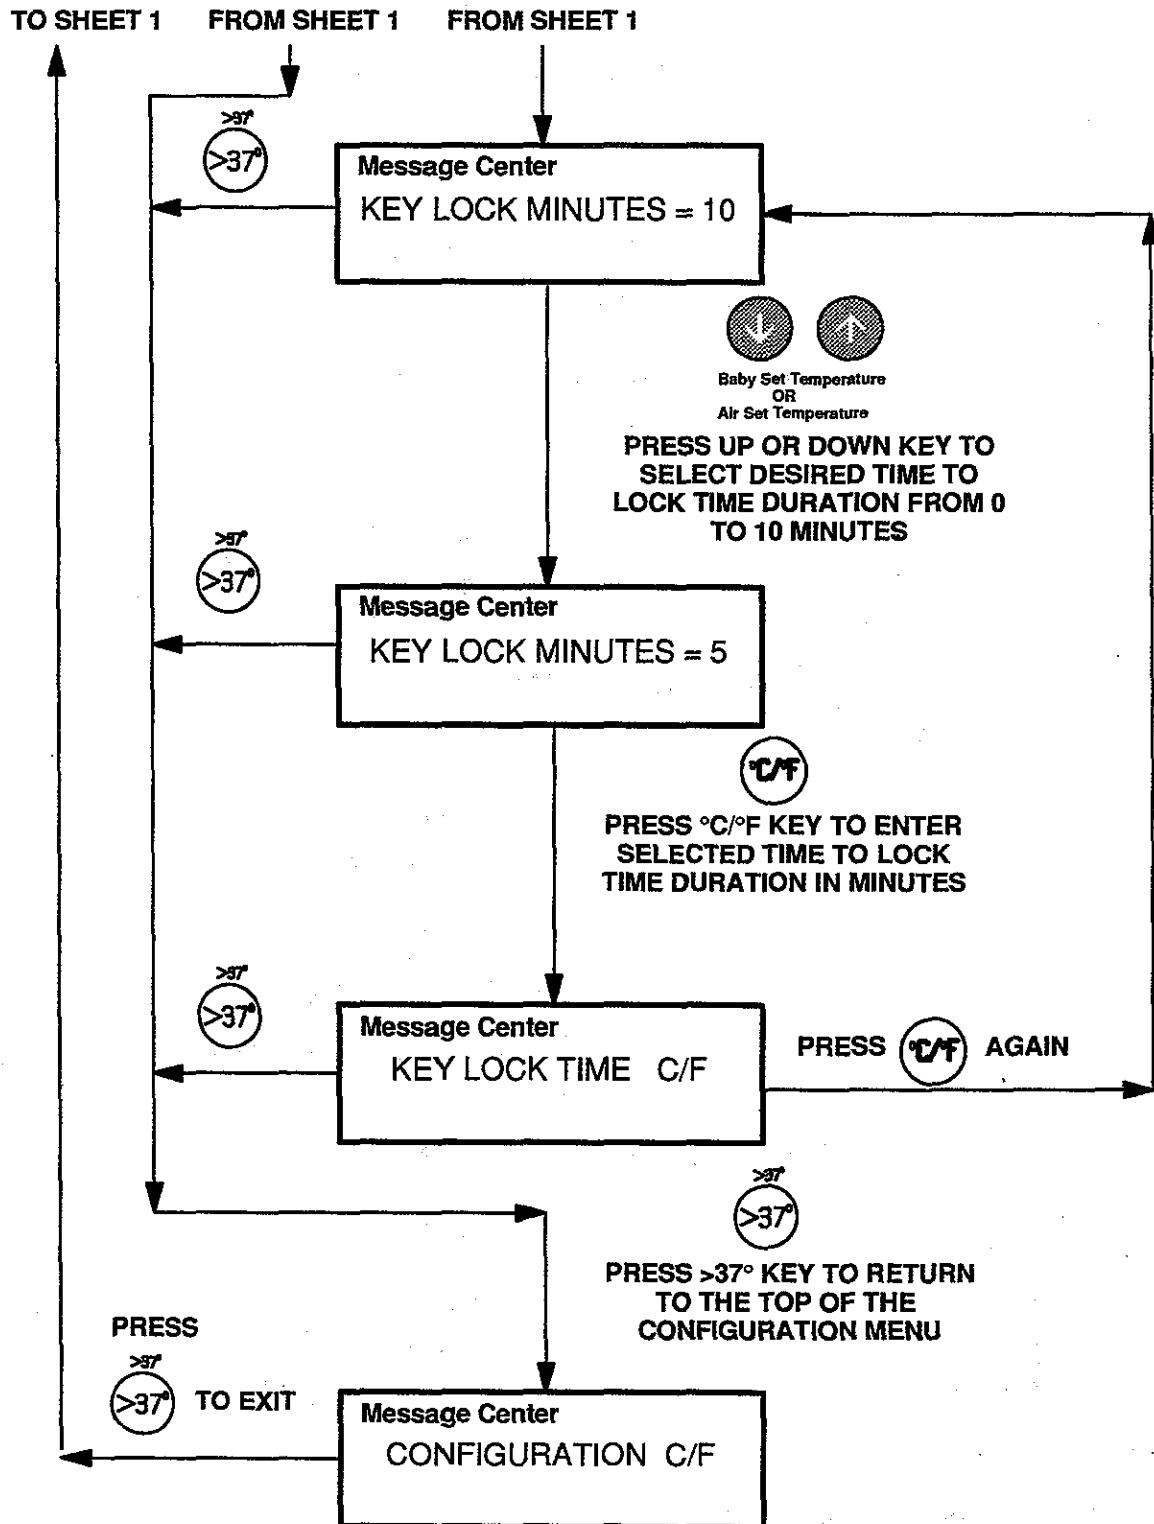 TO SHEET 1 FROM SHEET 1 FROM SHEET 1
>37°
>37°
Message Center
KEY LOCK MINUTES = 10
Baby Set Temperature
OR
Air Set Temperature
PRESS UP OR DOWN KEY TO
SELECT DESIRED TIME TO
LOCK TIME DURATION FROM 0
TO 10 MINUTES
>37°
>37°
Message Center
KEY LOCK MINUTES = 5
°C/°F
PRESS °C/°F KEY TO ENTER
SELECTED TIME TO LOCK
TIME DURATION IN MINUTES
>37°
>37°
Message Center
KEY LOCK TIME C/F
PRESS °C/°F AGAIN
>37°
>37°
PRESS >37° KEY TO RETURN
TO THE TOP OF THE
CONFIGURATION MENU
PRESS
>37°
>37° TO EXIT
Message Center
CONFIGURATION C/F